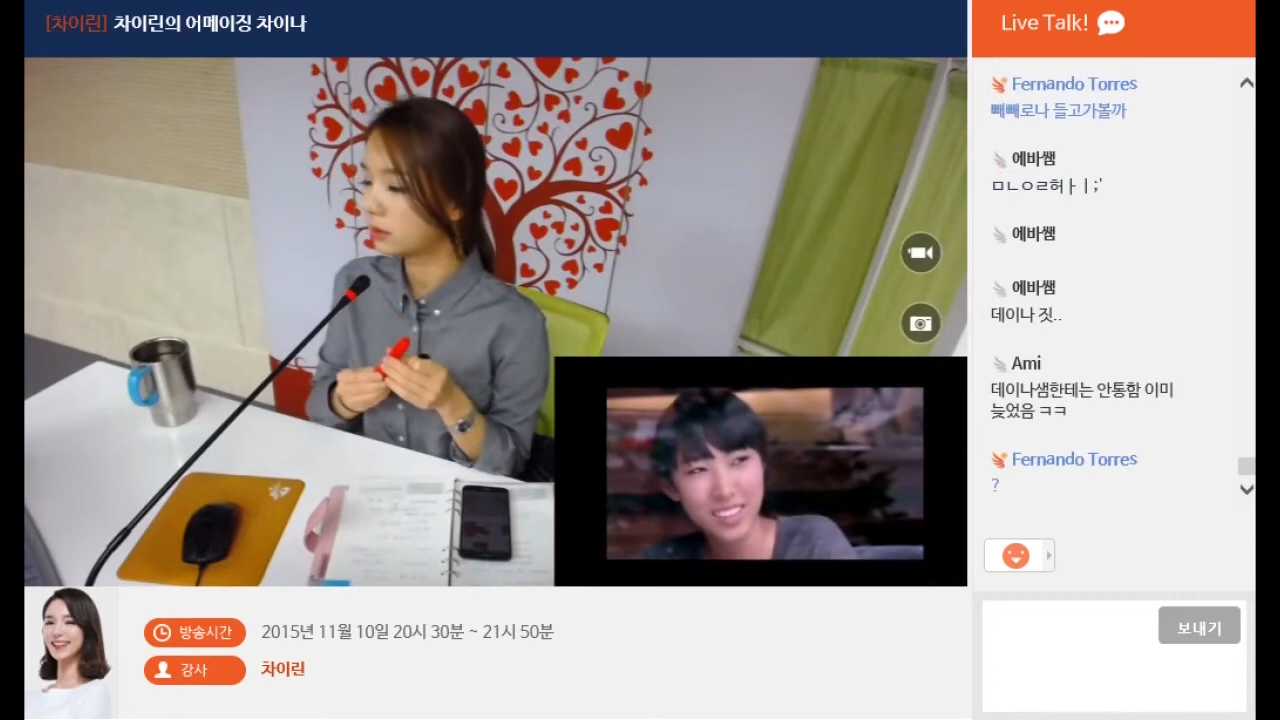 [차이린] 차이린의 어메이징 차이나
Live Talk!
Fernando Torres
빼빼로나 들고가볼까
에바쌤
ㅁㄴㅇㄹ허ㅏㅣ;'
에바쌤
에바쌤
데이나 짓..
Ami
데이나샘한테는 안통함 이미
늦었음 ㅋㅋ
Fernando Torres
?
보내기
방송시간 2015년 11월 10일 20시 30분 ~ 21시 50분
강사 차이린